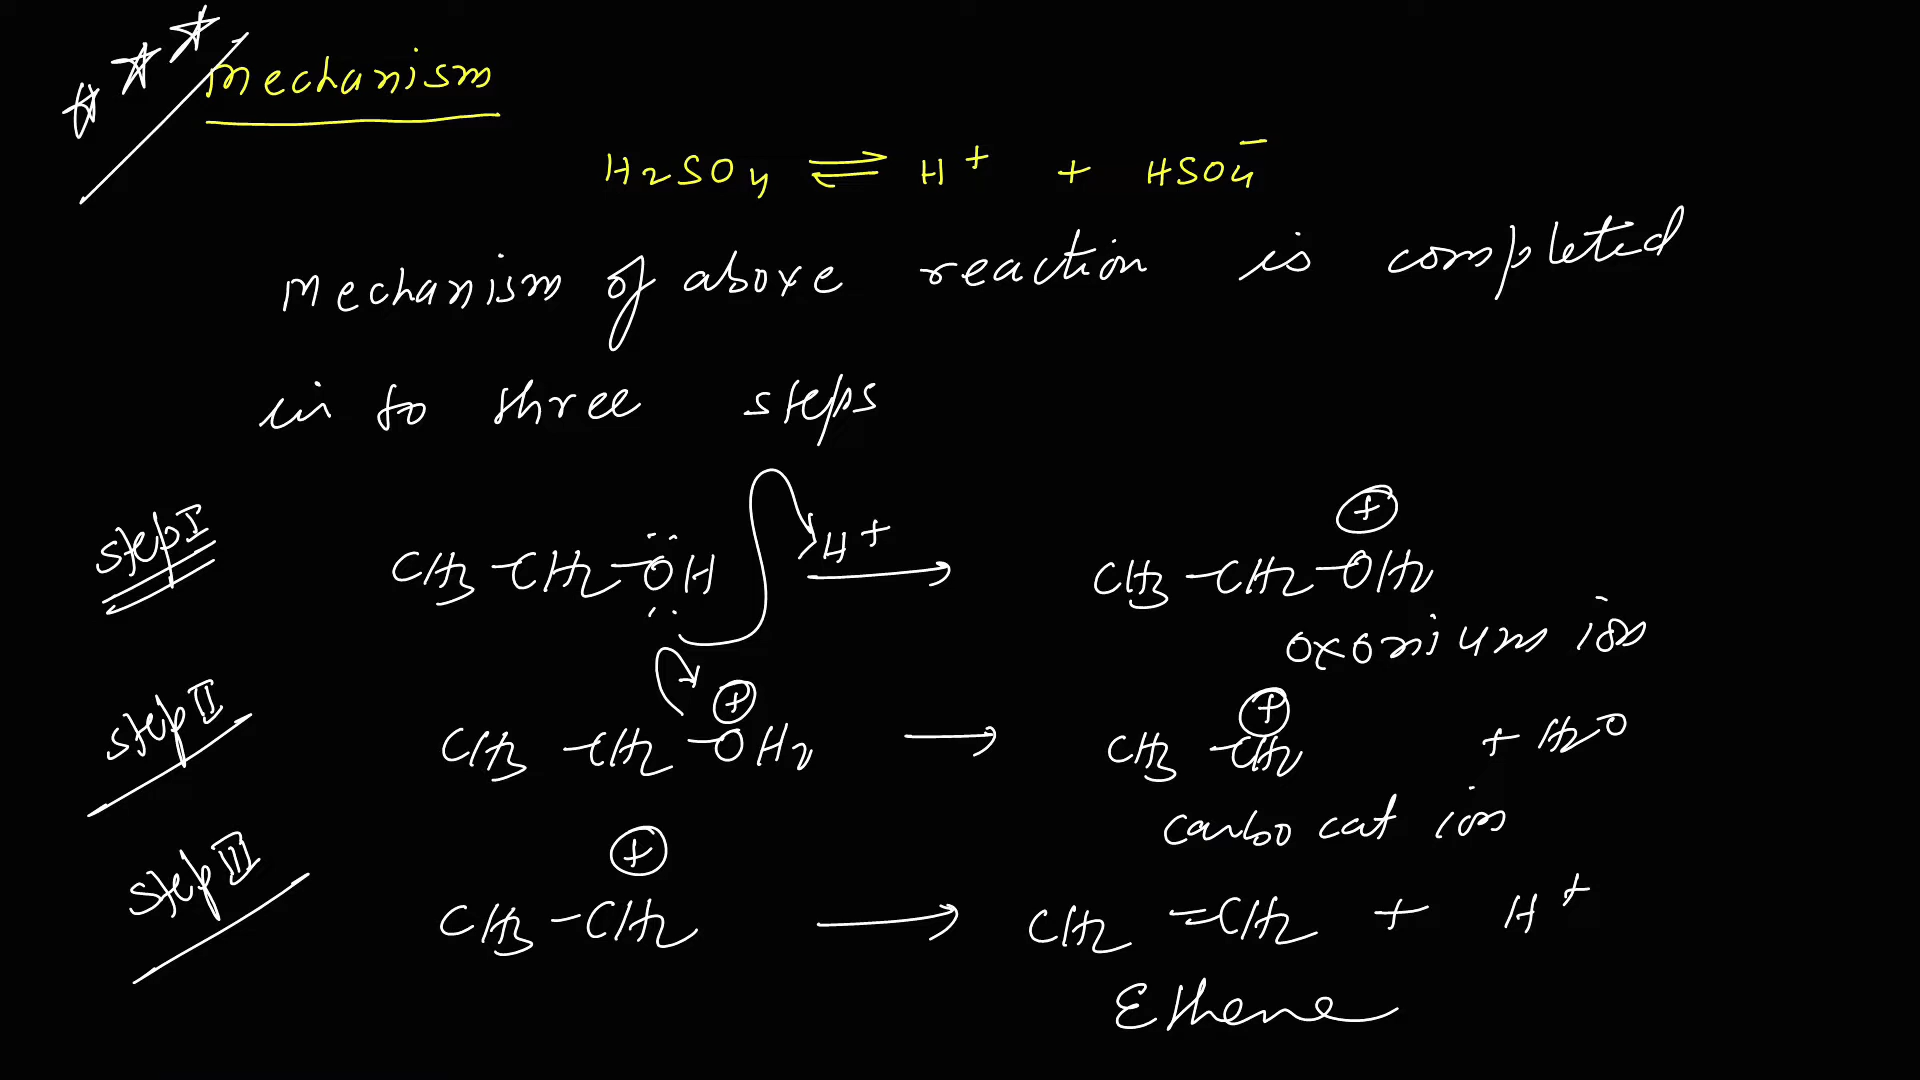 Mechanism
H₂SO₄ ⇌ H⁺ + HSO₄⁻
Mechanism of above reaction is completed
in to three steps
Step I CH₃-CH₂-ÖH H⁺ → CH₃-CH₂-OH₂ ⊕
oxonium ion
Step II CH₃-CH₂-OH₂ ⊕ → CH₃-CH₂ ⊕ + H₂O
carbo cat ion
Step III CH₃-CH₂ ⊕ → CH₂=CH₂ + H⁺
Ethene